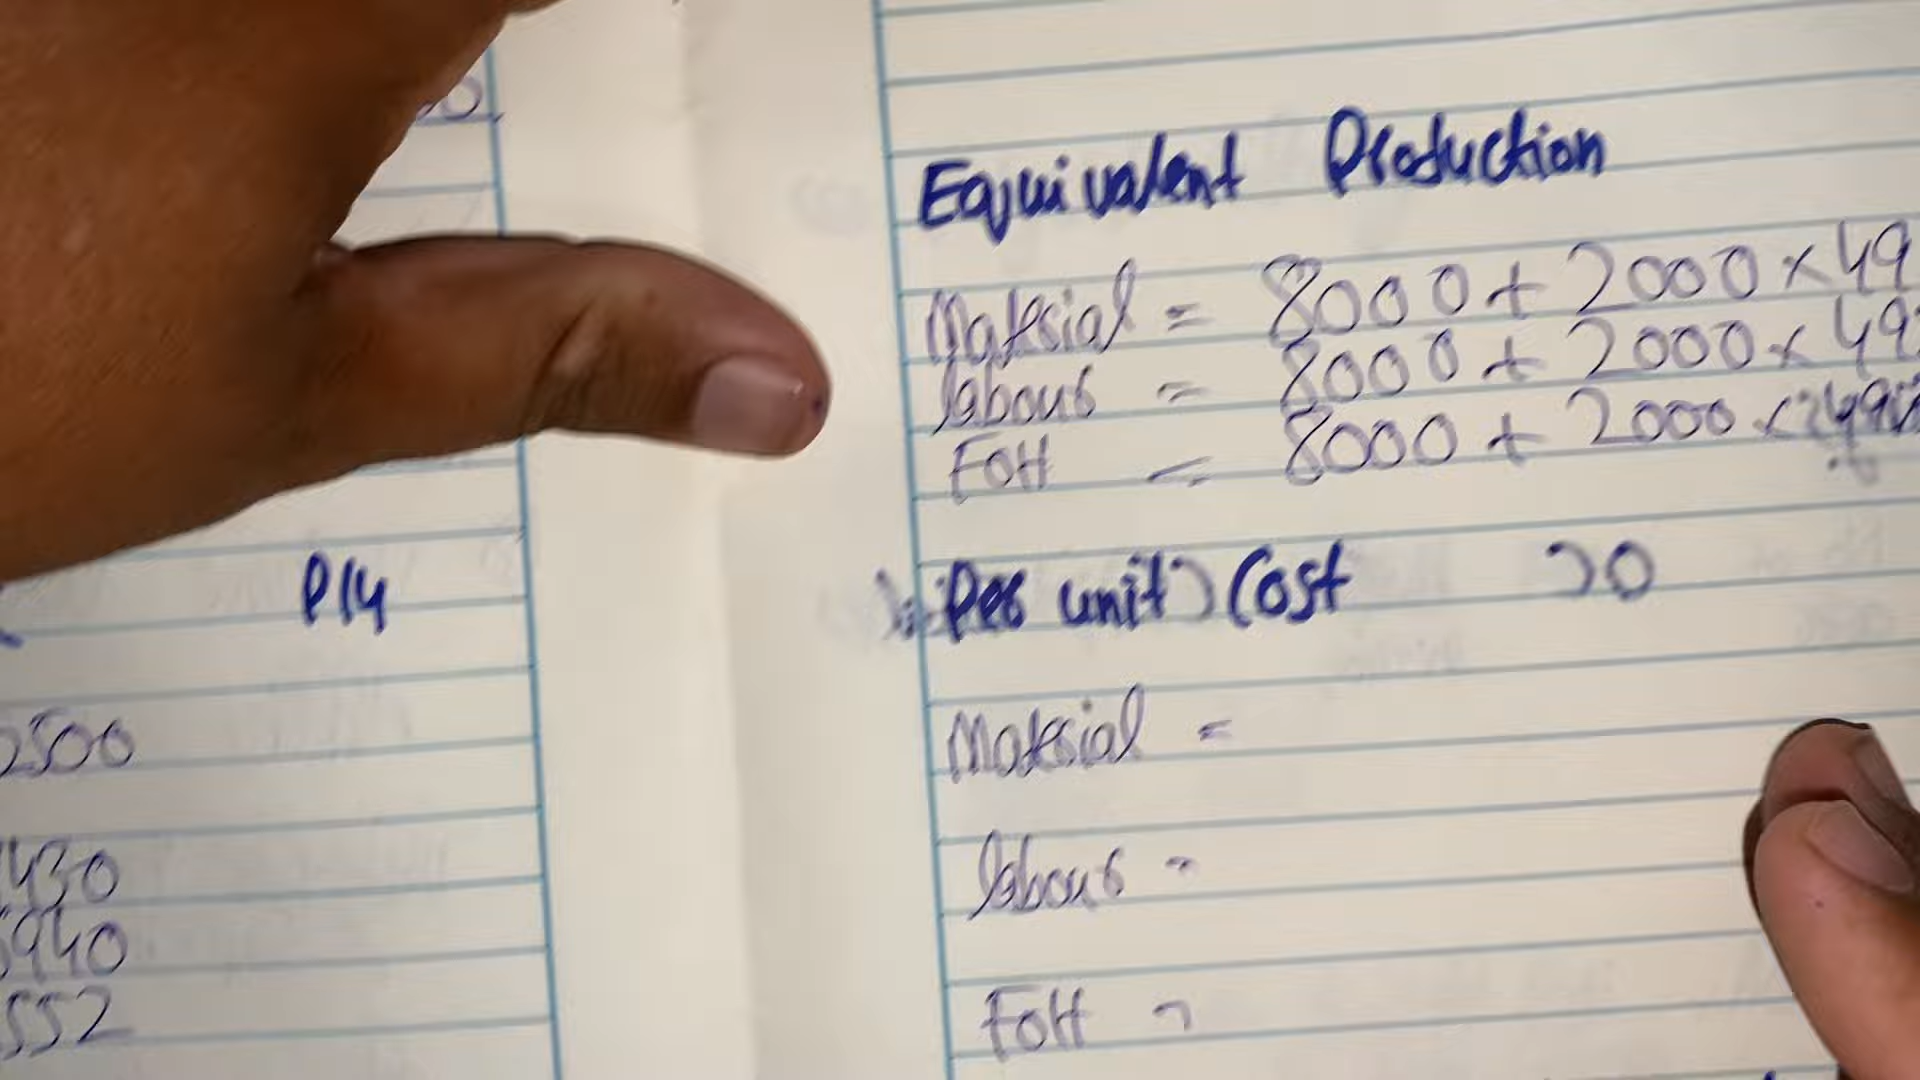 P14
2500
430
940
552
Equivalent Production
Material = 8000 + 2000 × 49
labour = 8000 + 2000 × 49
FOH = 8000 + 2000 ×
Per unit Cost
Material =
labour =
FOH =